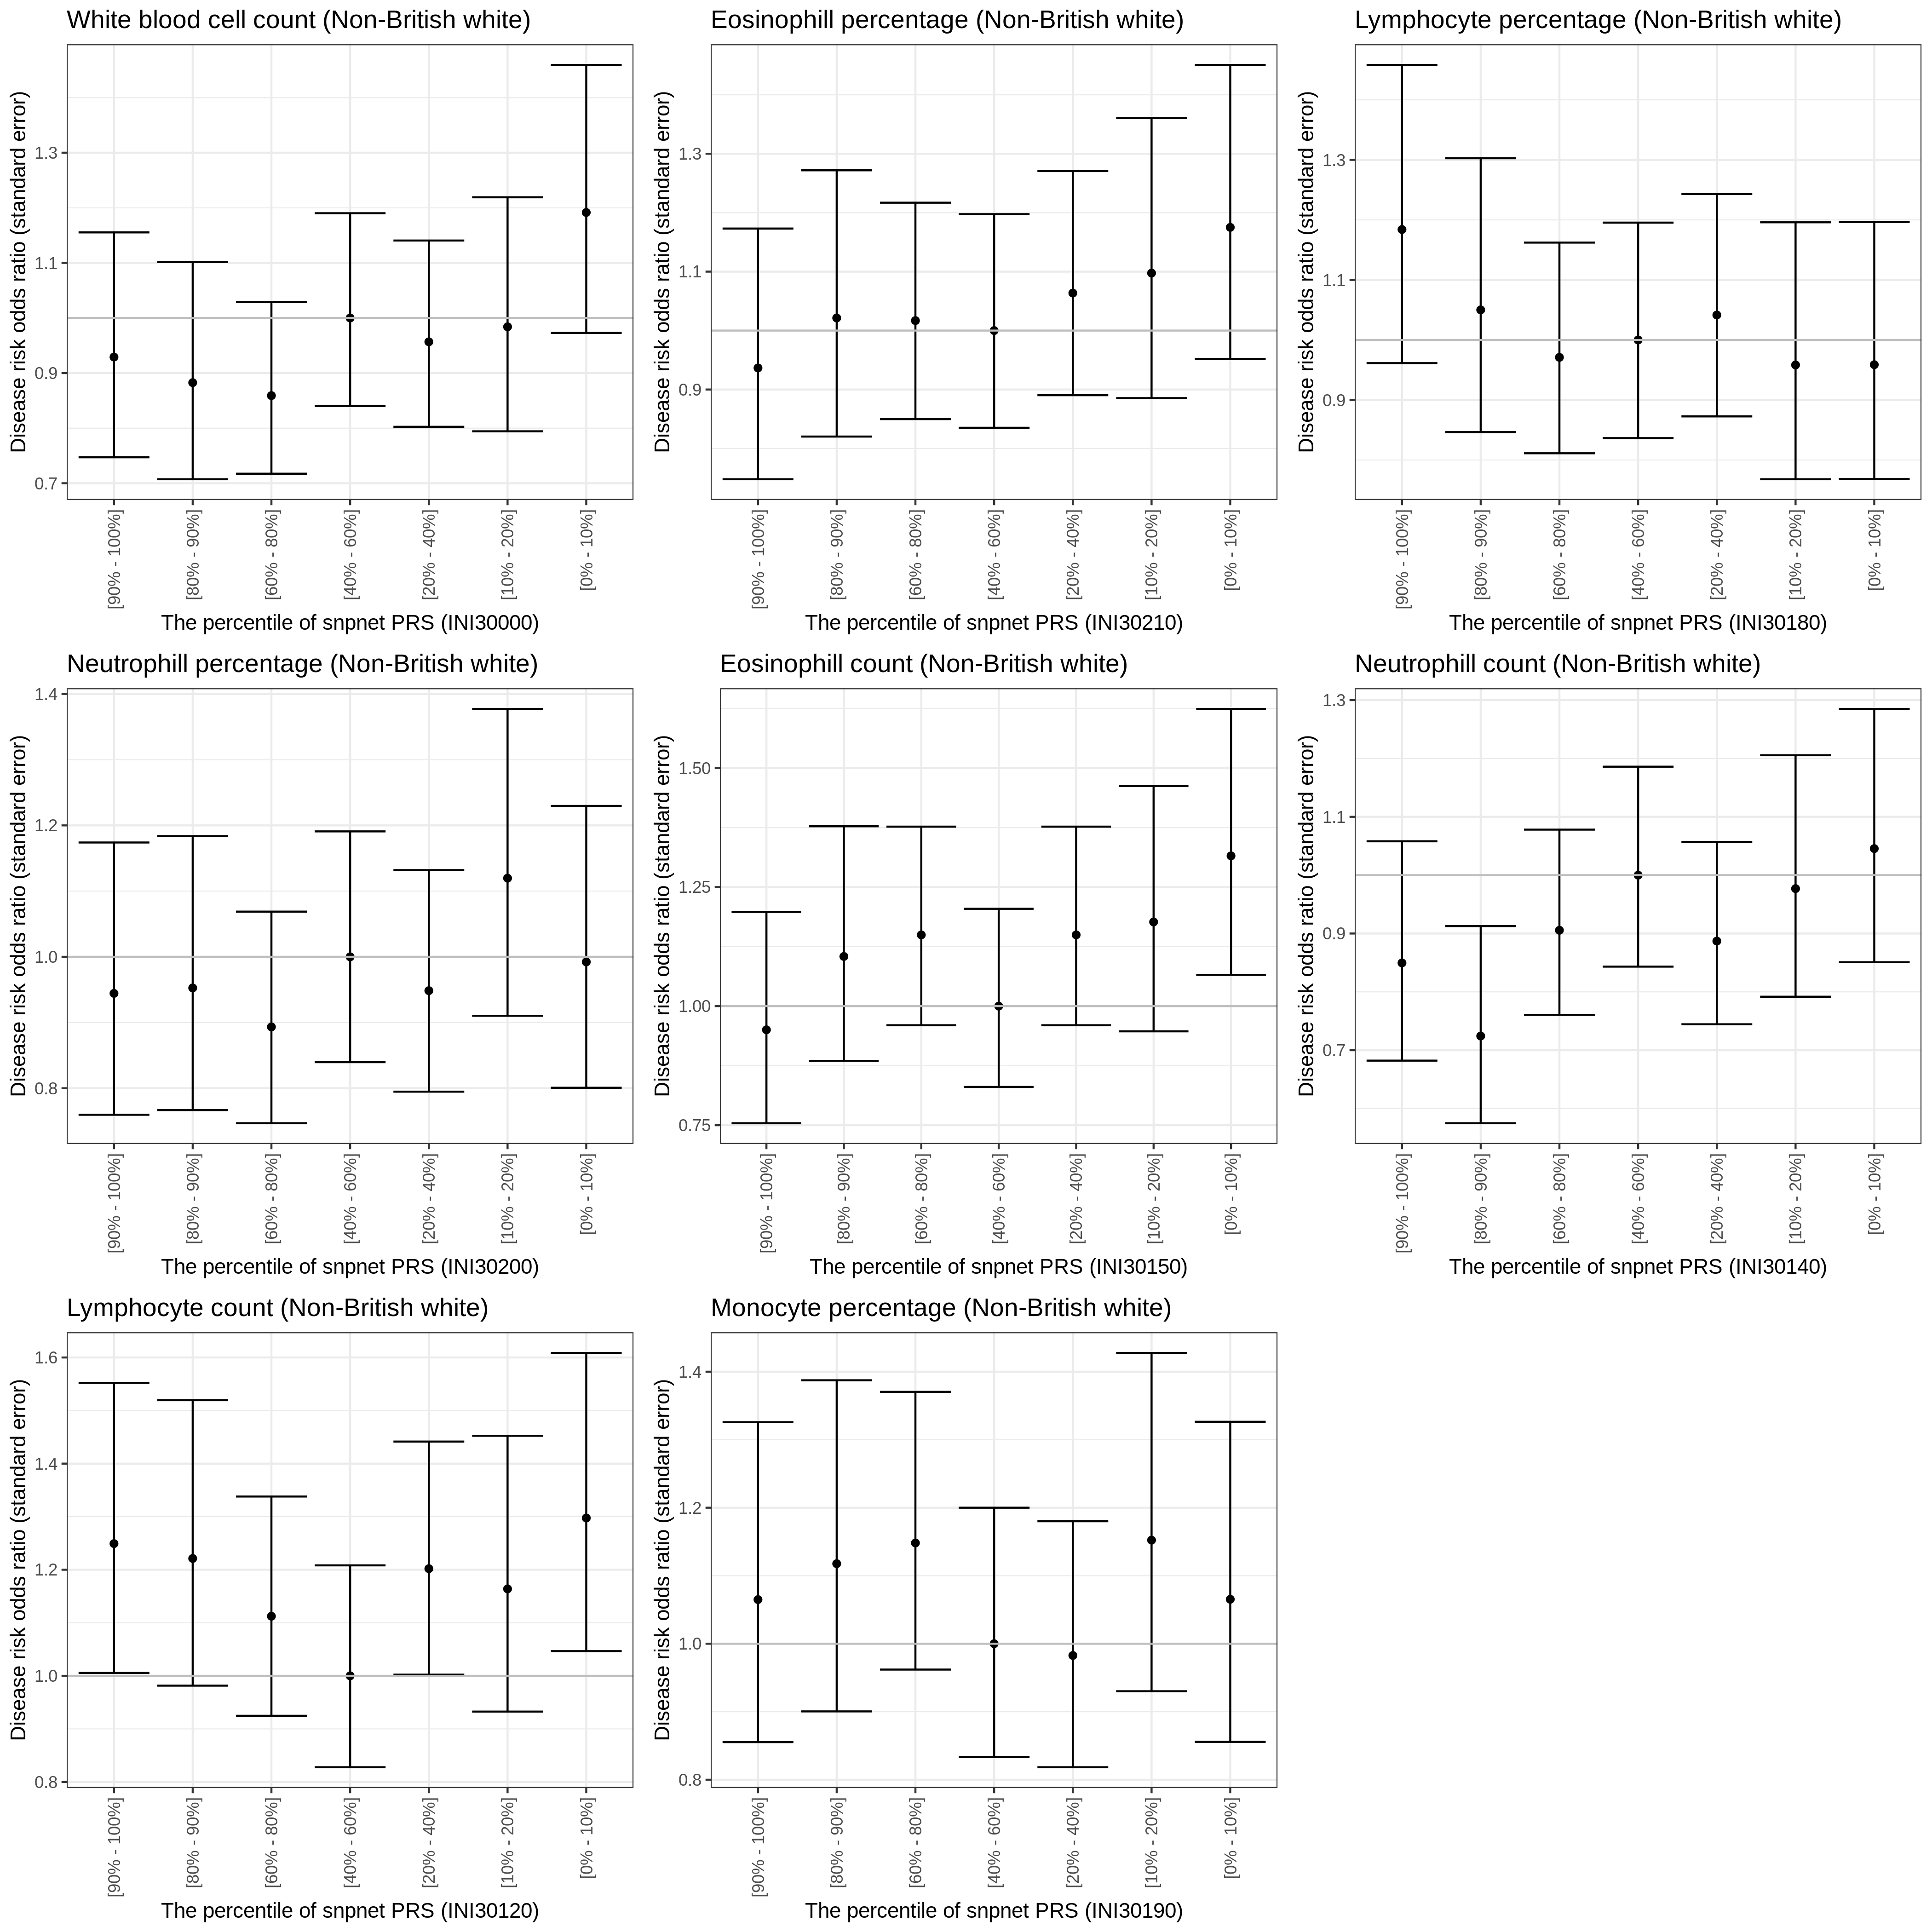 White blood cell count (Non-British white)
Disease risk odds ratio (standard error)
1.3
1.1
0.9
0.7
[90% - 100%]
[80% - 90%]
[60% - 80%]
[40% - 60%]
[20% - 40%]
[10% - 20%]
[0% - 10%]
The percentile of snpnet PRS (INI30000)
Eosinophill percentage (Non-British white)
Disease risk odds ratio (standard error)
1.3
1.1
0.9
[90% - 100%]
[80% - 90%]
[60% - 80%]
[40% - 60%]
[20% - 40%]
[10% - 20%]
[0% - 10%]
The percentile of snpnet PRS (INI30210)
Lymphocyte percentage (Non-British white)
Disease risk odds ratio (standard error)
1.3
1.1
0.9
[90% - 100%]
[80% - 90%]
[60% - 80%]
[40% - 60%]
[20% - 40%]
[10% - 20%]
[0% - 10%]
The percentile of snpnet PRS (INI30180)
Neutrophill percentage (Non-British white)
Disease risk odds ratio (standard error)
1.4
1.2
1.0
0.8
[90% - 100%]
[80% - 90%]
[60% - 80%]
[40% - 60%]
[20% - 40%]
[10% - 20%]
[0% - 10%]
The percentile of snpnet PRS (INI30200)
Eosinophill count (Non-British white)
Disease risk odds ratio (standard error)
1.50
1.25
1.00
0.75
[90% - 100%]
[80% - 90%]
[60% - 80%]
[40% - 60%]
[20% - 40%]
[10% - 20%]
[0% - 10%]
The percentile of snpnet PRS (INI30150)
Neutrophill count (Non-British white)
Disease risk odds ratio (standard error)
1.3
1.1
0.9
0.7
[90% - 100%]
[80% - 90%]
[60% - 80%]
[40% - 60%]
[20% - 40%]
[10% - 20%]
[0% - 10%]
The percentile of snpnet PRS (INI30140)
Lymphocyte count (Non-British white)
Disease risk odds ratio (standard error)
1.6
1.4
1.2
1.0
0.8
[90% - 100%]
[80% - 90%]
[60% - 80%]
[40% - 60%]
[20% - 40%]
[10% - 20%]
[0% - 10%]
The percentile of snpnet PRS (INI30120)
Monocyte percentage (Non-British white)
Disease risk odds ratio (standard error)
1.4
1.2
1.0
0.8
[90% - 100%]
[80% - 90%]
[60% - 80%]
[40% - 60%]
[20% - 40%]
[10% - 20%]
[0% - 10%]
The percentile of snpnet PRS (INI30190)